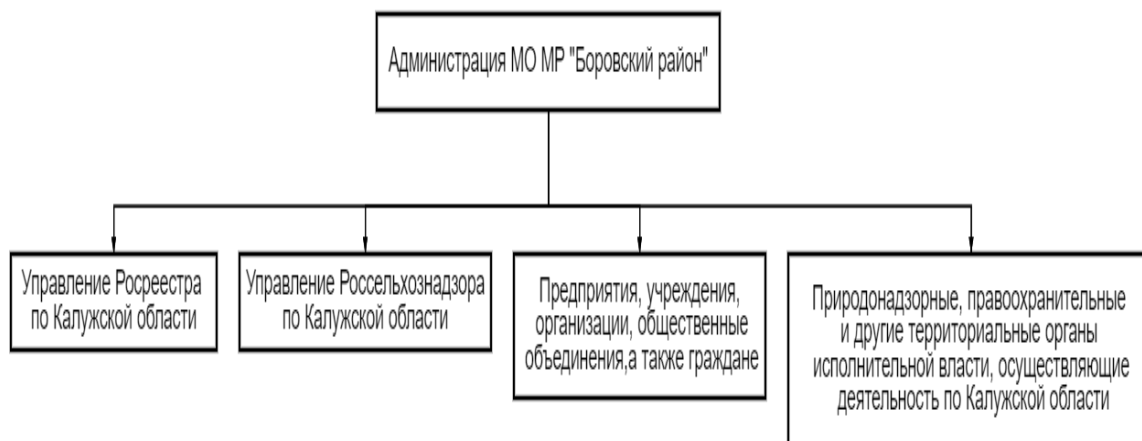 Администрация МО МР "Боровский район"
Управление Росреестра
по Калужской области
Управление Россельхознадзора
по Калужской области
Предприятия, учреждения,
организации, общественные
объединения,а также граждане
Природонадзорные, правоохранительные
и другие территориальные органы
исполнительной власти, осуществляющие
деятельность по Калужской области